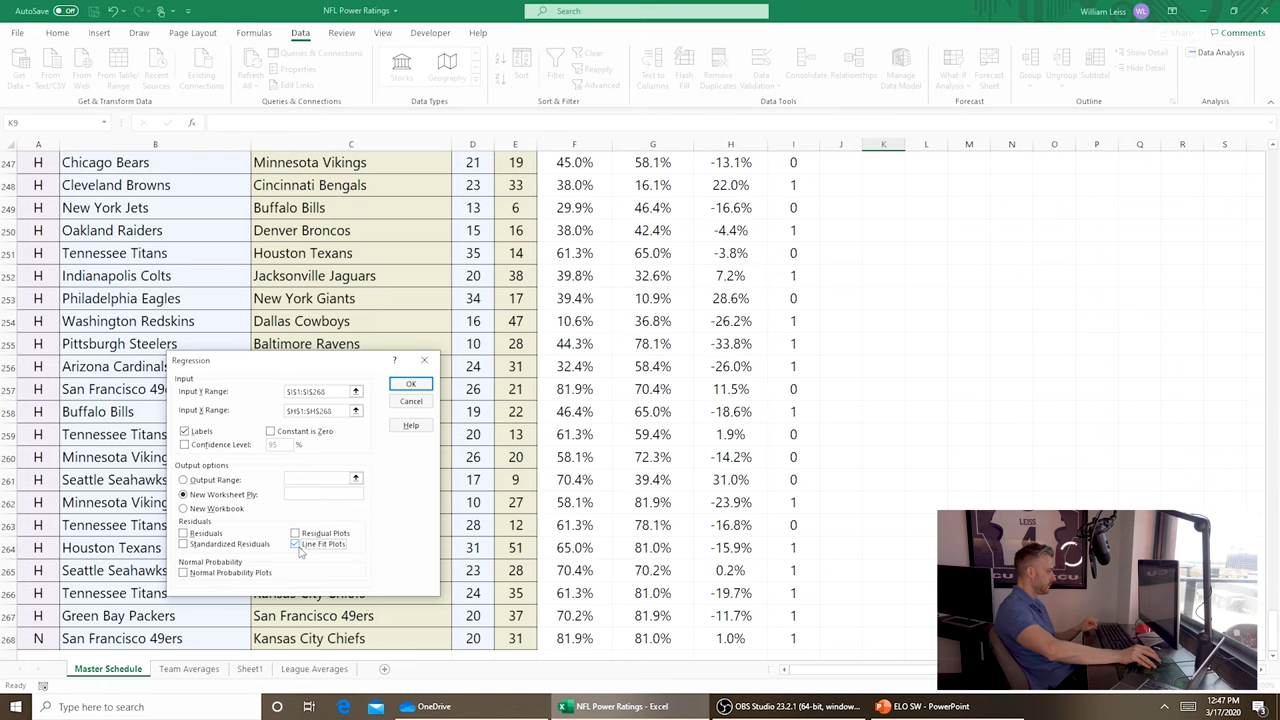 AutoSave Off NFL Power Ratings Search William Leiss WL
File Home Insert Draw Page Layout Formulas Data Review View Developer Help Share Comments
Get Data From Text/CSV From Web From Table/Range Recent Sources Existing Connections Refresh All Queries & Connections Properties Edit Links Stocks Geography Sort Filter Clear Reapply Advanced Text to Columns Flash Fill Remove Duplicates Data Validation Consolidate Relationships Manage Data Model What-If Analysis Forecast Sheet Group Ungroup Subtotal Show Detail Hide Detail Data Analysis
Get & Transform Data Queries & Connections Data Types Sort & Filter Data Tools Forecast Outline Analysis
K9 fx
A B C D E F G H I J K L M N O P Q R S
247 H Chicago Bears Minnesota Vikings 21 19 45.0% 58.1% -13.1% 0
248 H Cleveland Browns Cincinnati Bengals 23 33 38.0% 16.1% 22.0% 1
249 H New York Jets Buffalo Bills 13 6 29.9% 46.4% -16.6% 0
250 H Oakland Raiders Denver Broncos 15 16 38.0% 42.4% -4.4% 1
251 H Tennessee Titans Houston Texans 35 14 61.3% 65.0% -3.8% 0
252 H Indianapolis Colts Jacksonville Jaguars 20 38 39.8% 32.6% 7.2% 1
253 H Philadelphia Eagles New York Giants 34 17 39.4% 10.9% 28.6% 0
254 H Washington Redskins Dallas Cowboys 16 47 10.6% 36.8% -26.2% 1
255 H Pittsburgh Steelers Baltimore Ravens 10 28 44.3% 78.1% -33.8% 1
256 H Arizona Cardinals 24 31 32.4% 58.4% -26.0% 1
257 H San Francisco 49e 26 21 81.9% 70.4% 11.5% 0
258 H Buffalo Bills 19 22 46.4% 65.0% -18.6% 1
259 H Tennessee Titans 20 13 61.3% 59.4% 1.9% 0
260 H Minnesota Viking 26 20 58.1% 72.3% -14.2% 0
261 H Seattle Seahawks 17 9 70.4% 39.4% 31.0% 0
262 H Minnesota Viking 10 27 58.1% 81.9% -23.9% 1
263 H Tennessee Titans 28 12 61.3% 78.1% -16.8% 0
264 H Houston Texans 31 51 65.0% 81.0% -15.9% 1
265 H Seattle Seahawks 23 28 70.4% 70.2% 0.2% 1
266 H Tennessee Titans Kansas City Chiefs 24 35 61.3% 81.0% -19.7% 1
267 H Green Bay Packers San Francisco 49ers 20 37 70.2% 81.9% -11.7% 1
268 N San Francisco 49ers Kansas City Chiefs 20 31 81.9% 81.0% 1.0% 1
Regression ?
Input
Input Y Range: $I$1:$I$268 OK
Input X Range: $H$1:$H$268 Cancel
Labels Constant is Zero Help
Confidence Level: 95 %
Output options
Output Range:
New Worksheet Ply:
New Workbook
Residuals
Residuals Residual Plots
Standardized Residuals Line Fit Plots
Normal Probability
Normal Probability Plots
LEISS
Master Schedule Team Averages Sheet1 League Averages
Ready
Type here to search OneDrive NFL Power Ratings - Excel OBS Studio 23.2.1 (64-bit, window... ELO SW - PowerPoint 12:47 PM
3/17/2020